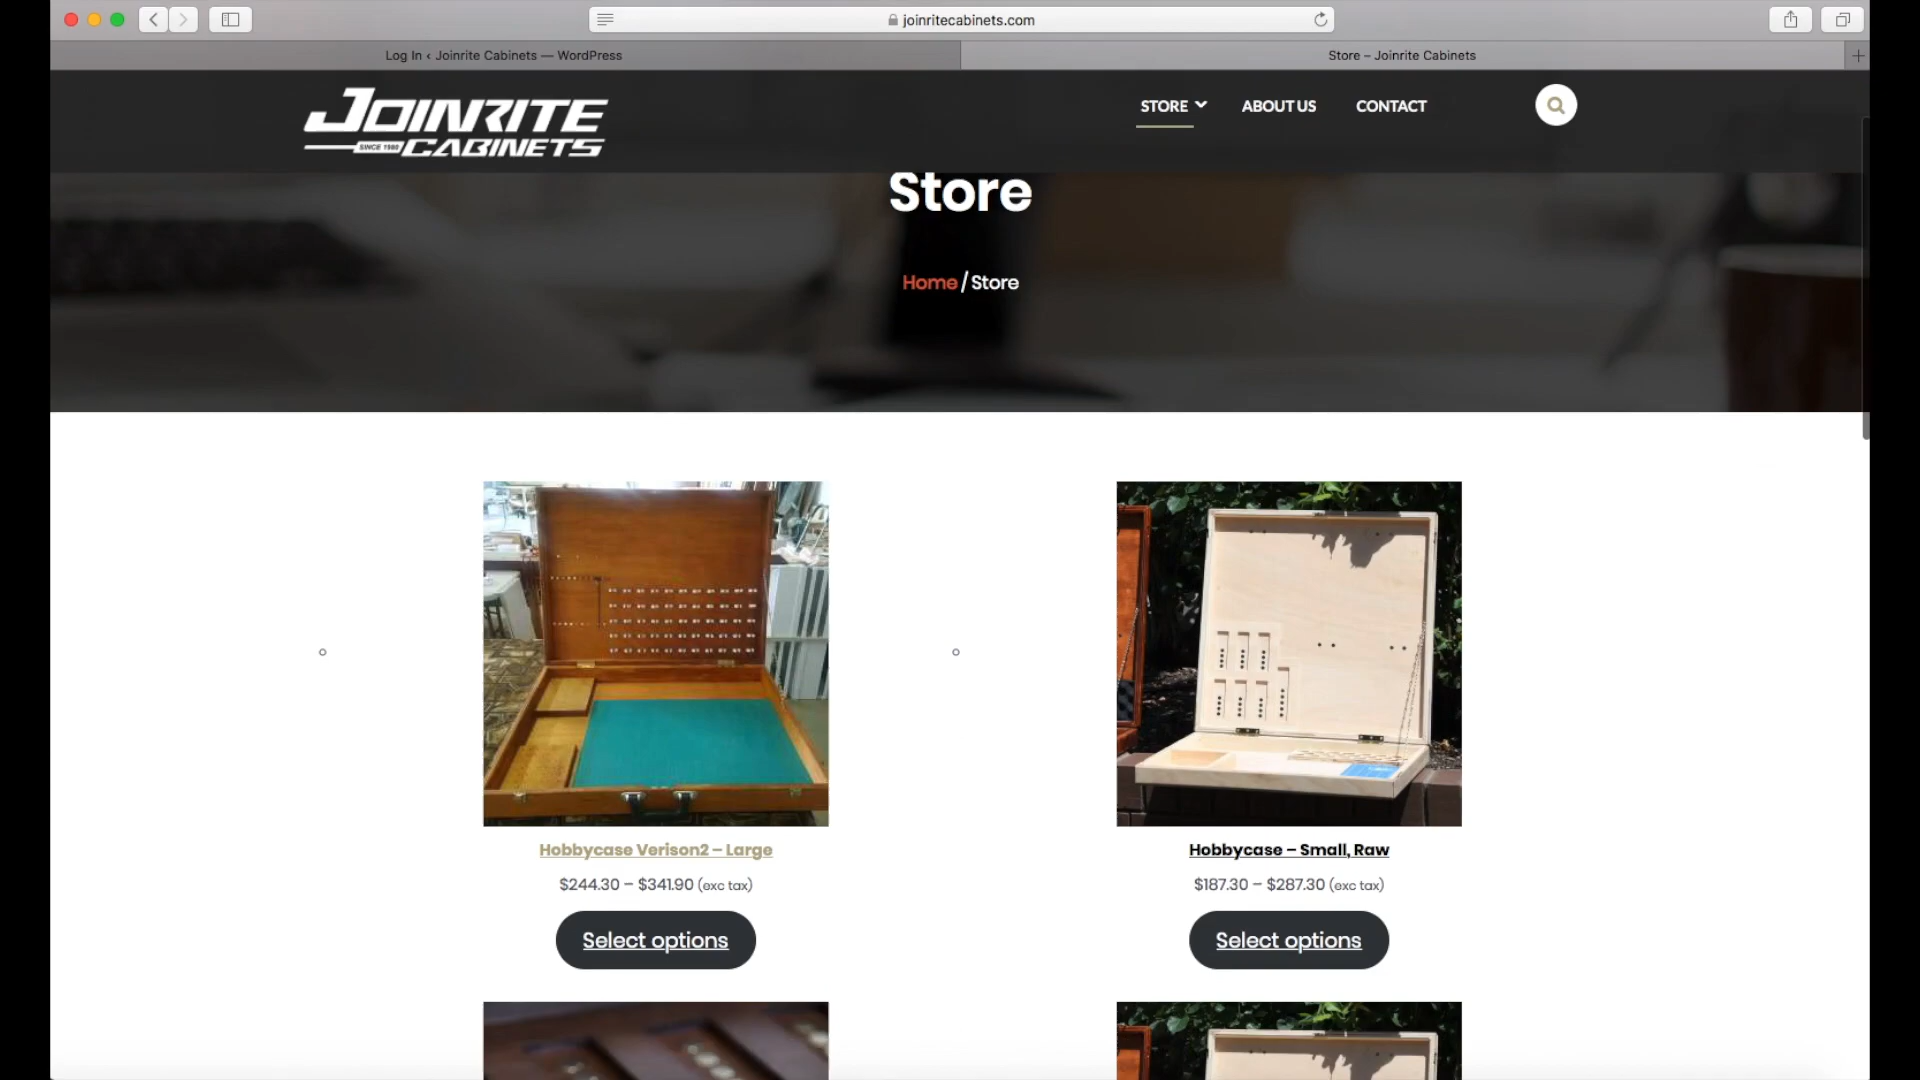 joinritecabinets.com
Log In ‹ Joinrite Cabinets — WordPress
Store – Joinrite Cabinets
JOINRITE
SINCE 1980 CABINETS
STORE
ABOUT US
CONTACT
Store
Home / Store
Hobbycase Verison2 – Large
$244.30 – $341.90 (exc tax)
Select options
Hobbycase – Small, Raw
$187.30 – $287.30 (exc tax)
Select options